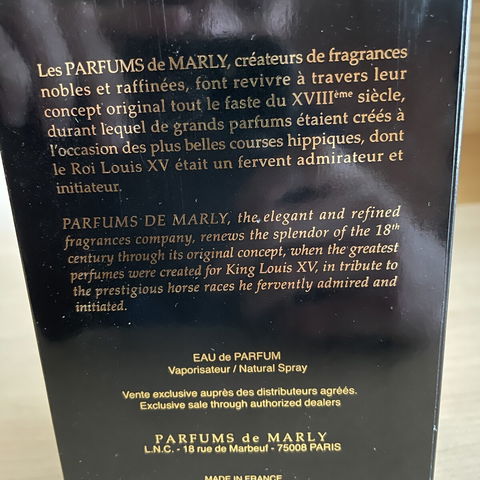 Les PARFUMS de MARLY, créateurs de fragrances
nobles et raffinées, font revivre à travers leur
concept original tout le faste du XVIIIème siècle,
durant lequel de grands parfums étaient créés à
l'occasion des plus belles courses hippiques, dont
le Roi Louis XV était un fervent admirateur et
initiateur.
PARFUMS DE MARLY, the elegant and refined
fragrances company, renews the splendor of the 18th
century through its original concept, when the greatest
perfumes were created for King Louis XV, in tribute to
the prestigious horse races he fervently admired and
initiated.
EAU de PARFUM
Vaporisateur / Natural Spray
Vente exclusive auprès des distributeurs agréés.
Exclusive sale through authorized dealers
PARFUMS de MARLY
L.N.C. - 18 rue de Marbeuf - 75008 PARIS
MADE IN FRANCE